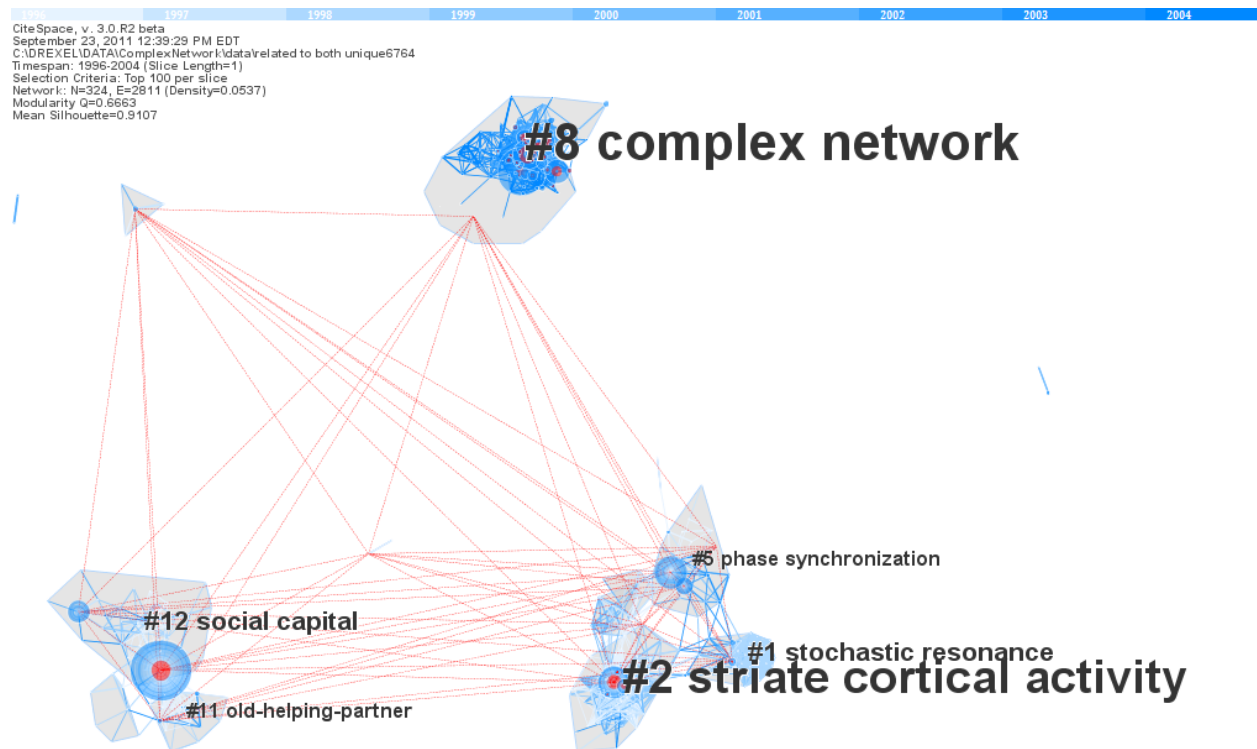 1996 1997 1998 1999 2000 2001 2002 2003 2004
CiteSpace, v. 3.0.R2 beta
September 23, 2011 12:39:29 PM EDT
C:\DREXEL\DATA\ComplexNetwork\data\related to both unique6764
Timespan: 1996-2004 (Slice Length=1)
Selection Criteria: Top 100 per slice
Network: N=324, E=2811 (Density=0.0537)
Modularity Q=0.6663
Mean Silhouette=0.9107
#8 complex network
#5 phase synchronization
#12 social capital
#1 stochastic resonance
#2 striate cortical activity
#11 old-helping-partner